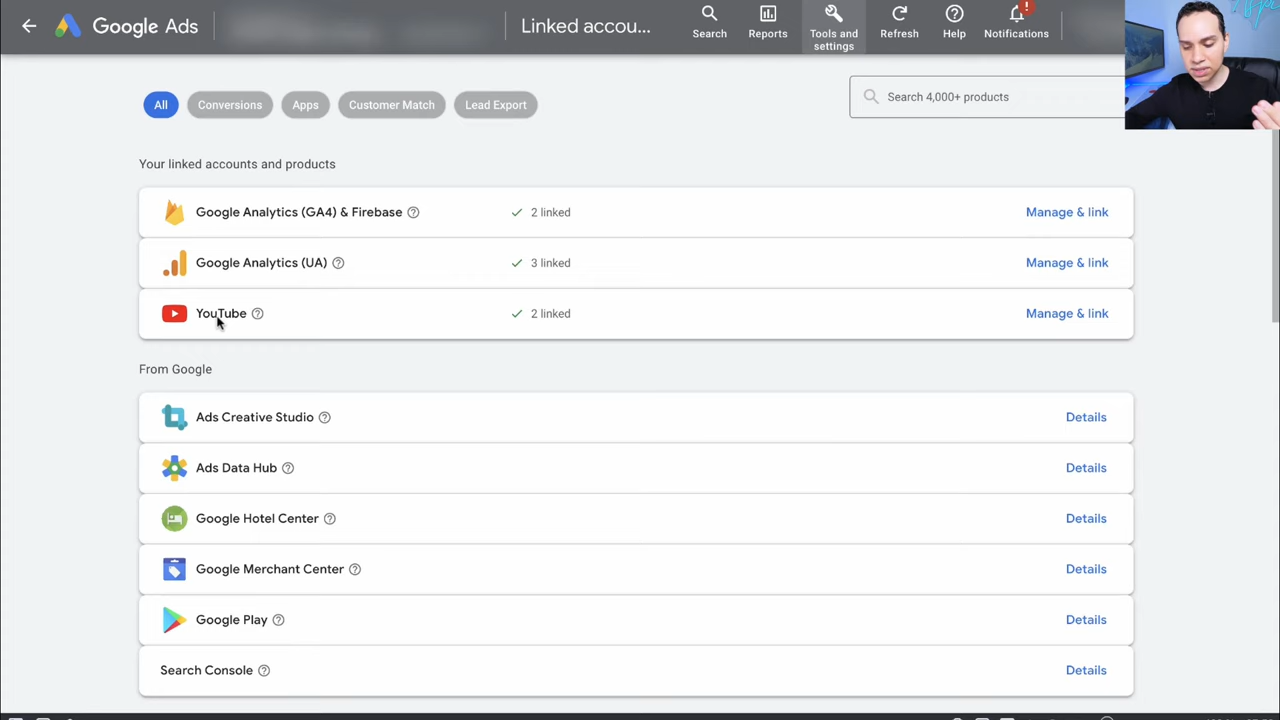 Google Ads
Linked accou...
Search
Reports
Tools and
settings
Refresh
Help
Notifications
All
Conversions
Apps
Customer Match
Lead Export
Search 4,000+ products
Your linked accounts and products
Google Analytics (GA4) & Firebase 2 linked Manage & link
Google Analytics (UA) 3 linked Manage & link
YouTube 2 linked Manage & link
From Google
Ads Creative Studio Details
Ads Data Hub Details
Google Hotel Center Details
Google Merchant Center Details
Google Play Details
Search Console Details